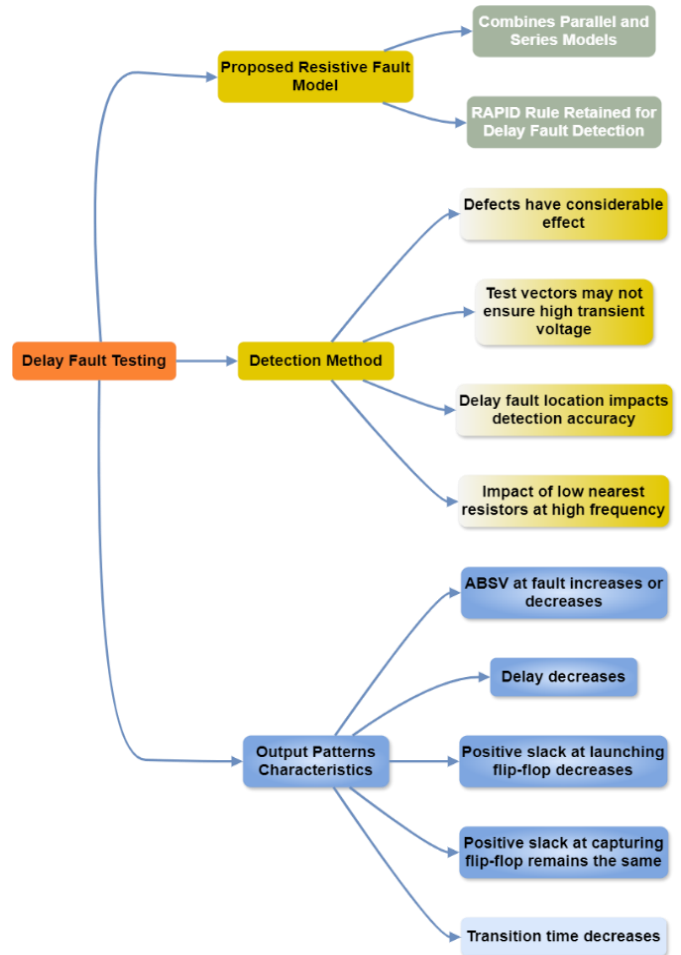 Combines Parallel and
Series Models
Proposed Resistive Fault
Model
RAPID Rule Retained for
Delay Fault Detection
Defects have considerable
effect
Test vectors may not
ensure high transient
voltage
Delay Fault Testing
Detection Method
Delay fault location impacts
detection accuracy
Impact of low nearest
resistors at high frequency
ABSV at fault increases or
decreases
Delay decreases
Output Patterns
Characteristics
Positive slack at launching
flip-flop decreases
Positive slack at capturing
flip-flop remains the same
Transition time decreases